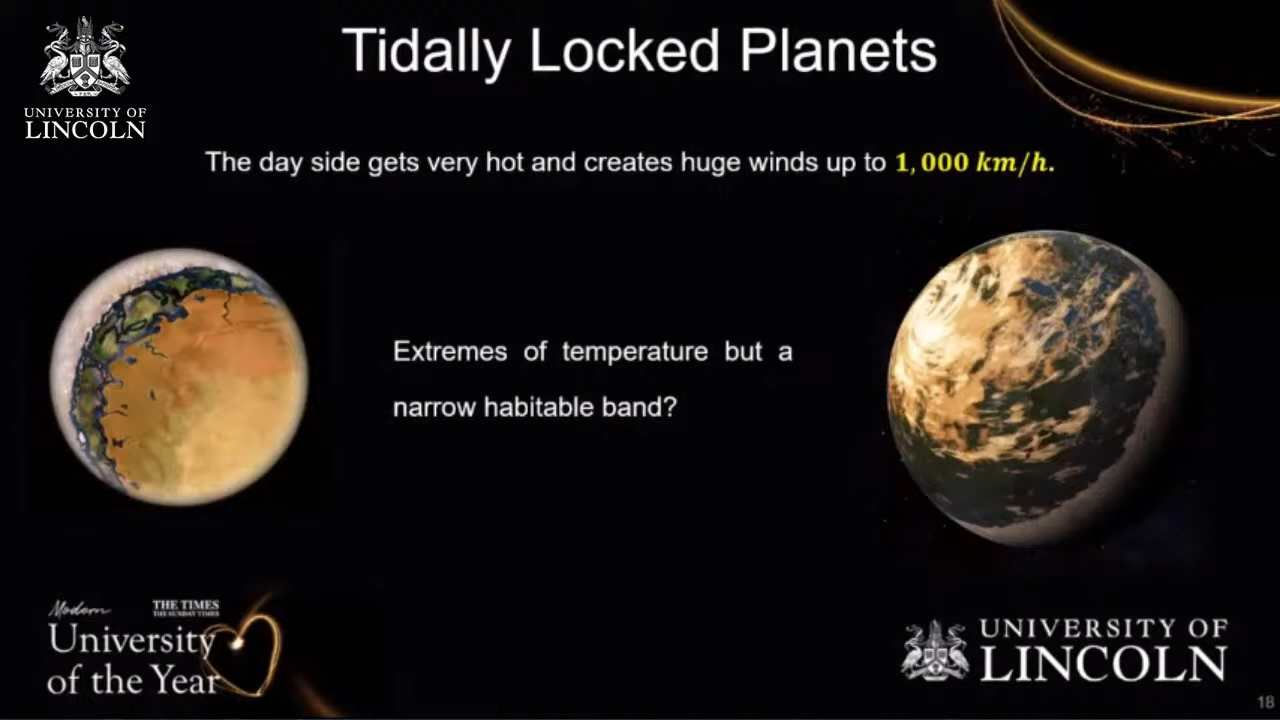 Tidally Locked Planets
UNIVERSITY OF
LINCOLN
The day side gets very hot and creates huge winds up to 1,000 km/h.
Extremes of temperature but a
narrow habitable band?
Modern
THE TIMES
THE SUNDAY TIMES
University
of the Year
UNIVERSITY OF
LINCOLN
18